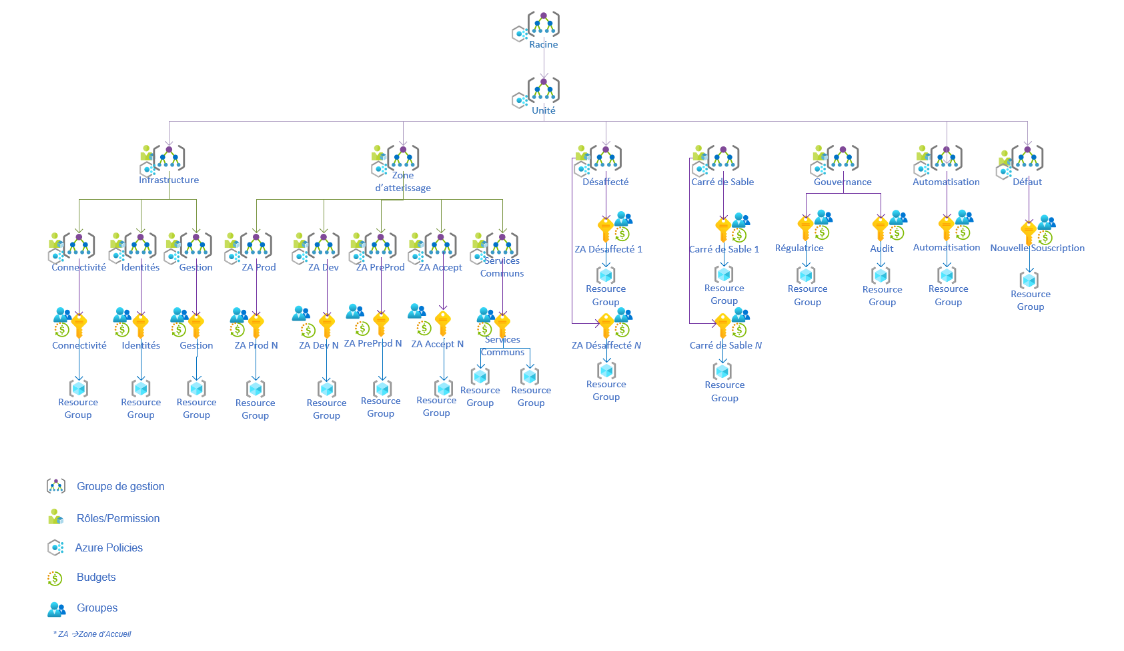 Racine
Unité
Infrastructure
Zone
d'atterissage
Désaffecté
Carré de Sable
Gouvernance
Automatisation
Défaut
Connectivité
Identités
Gestion
ZA Prod
ZA Dev
ZA PreProd
ZA Accept
Services
Communs
ZA Désaffecté 1
Carré de Sable 1
Régulatrice
Audit
Automatisation
Nouvelle Souscription
Resource
Group
Resource
Group
Resource
Group
Resource
Group
Resource
Group
Resource
Group
Connectivité
Identités
Gestion
ZA Prod N
ZA Dev N
ZA PreProd N
ZA Accept N
Services
Communs
ZA Désaffecté N
Carré de Sable N
Resource
Group
Resource
Group
Resource
Group
Resource
Group
Resource
Group
Resource
Group
Resource
Group
Resource
Group
Resource
Group
Resource
Group
Resource
Group
Groupe de gestion
Rôles/Permission
Azure Policies
Budgets
Groupes
* ZA →Zone d'Accueil